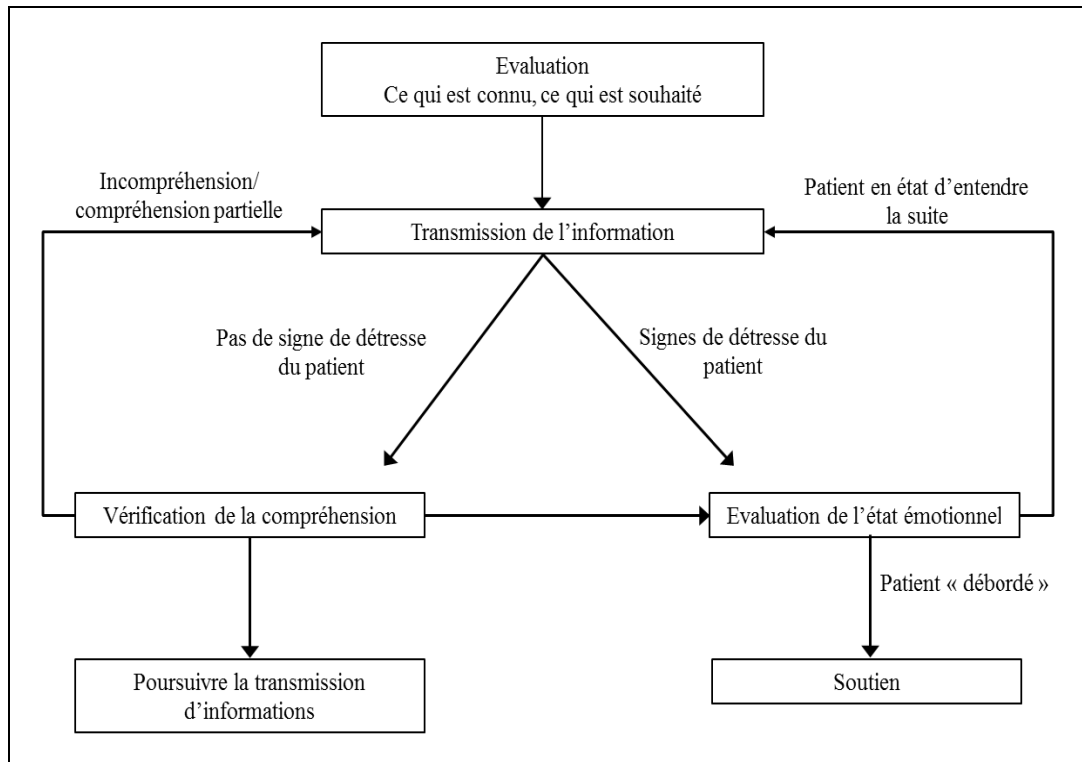 Evaluation
Ce qui est connu, ce qui est souhaité
Incompréhension/
compréhension partielle
Patient en état d’entendre
la suite
Transmission de l’information
Pas de signe de détresse
du patient
Signes de détresse du
patient
Vérification de la compréhension
Evaluation de l’état émotionnel
Patient « débordé »
Poursuivre la transmission
d’informations
Soutien